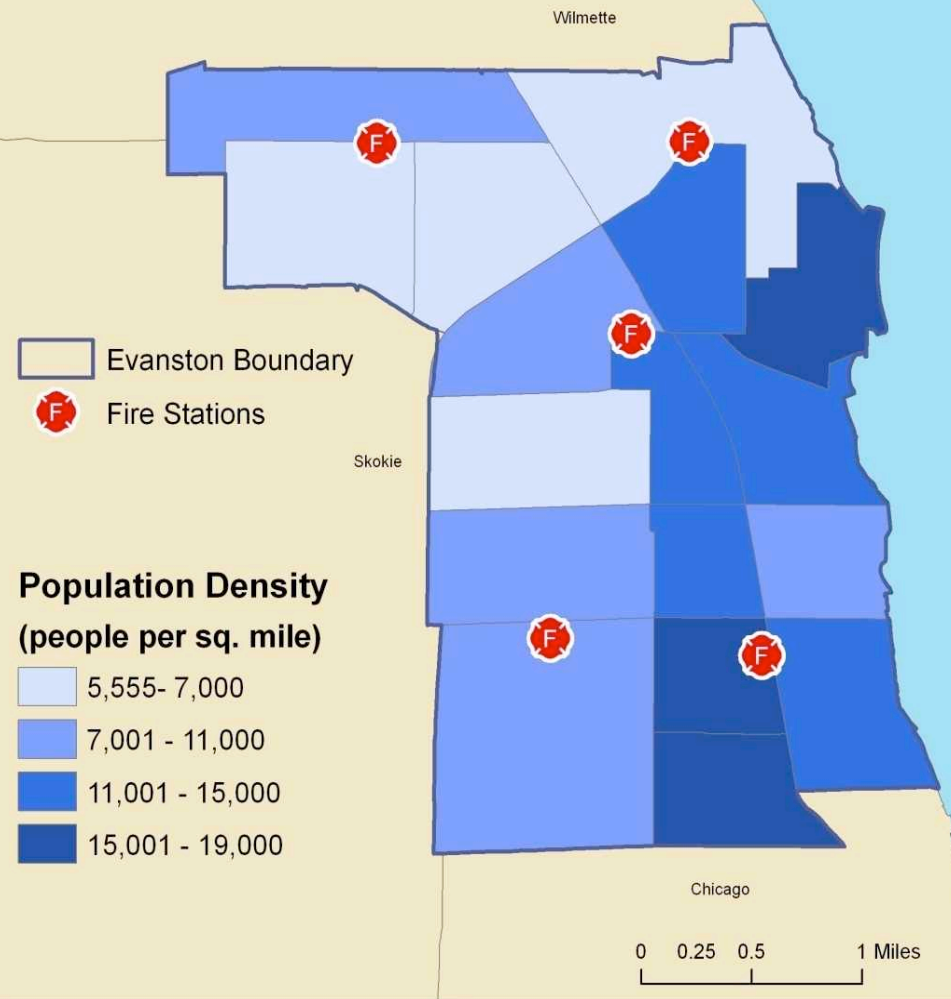 Wilmette
F
F
F
Evanston Boundary
F Fire Stations
Skokie
Population Density
(people per sq. mile)
F
F
5,555- 7,000
7,001 - 11,000
11,001 - 15,000
15,001 - 19,000
Chicago
0 0.25 0.5 1 Miles